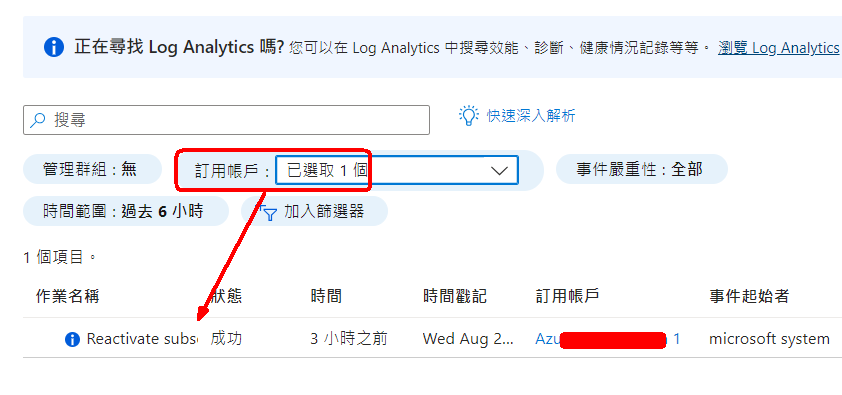 正在尋找 Log Analytics 嗎? 您可以在 Log Analytics 中搜尋效能、診斷、健康情況記錄等等。 瀏覽 Log Analytics
搜尋 快速深入解析
管理群組 : 無 訂用帳戶 : 已選取 1 個 事件嚴重性 : 全部
時間範圍 : 過去 6 小時 加入篩選器
1 個項目。
作業名稱 狀態 時間 時間戳記 訂用帳戶 事件起始者
Reactivate subs 成功 3 小時之前 Wed Aug 2... Azu 1 microsoft system